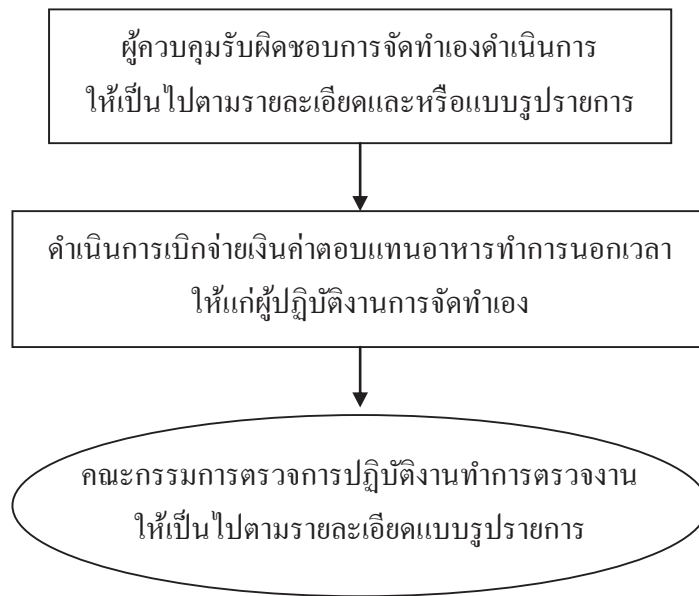 ผู้ควบคุมรับผิดชอบการจัดทำเองดำเนินการ
ให้เป็นไปตามรายละเอียดและหรือแบบรูปรายการ
ดำเนินการเบิกจ่ายเงินค่าตอบแทนอาหารทำการนอกเวลา
ให้แก่ผู้ปฏิบัติงานการจัดทำเอง
คณะกรรมการตรวจการปฏิบัติงานทำการตรวจงาน
ให้เป็นไปตามรายละเอียดแบบรูปรายการ